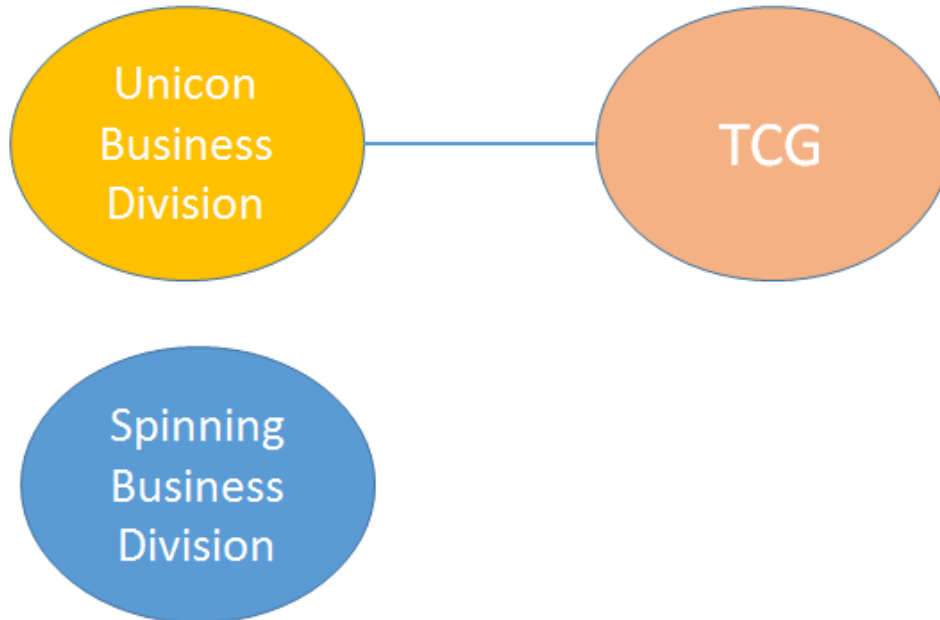 Unicon
Business
Division
TCG
Spinning
Business
Division